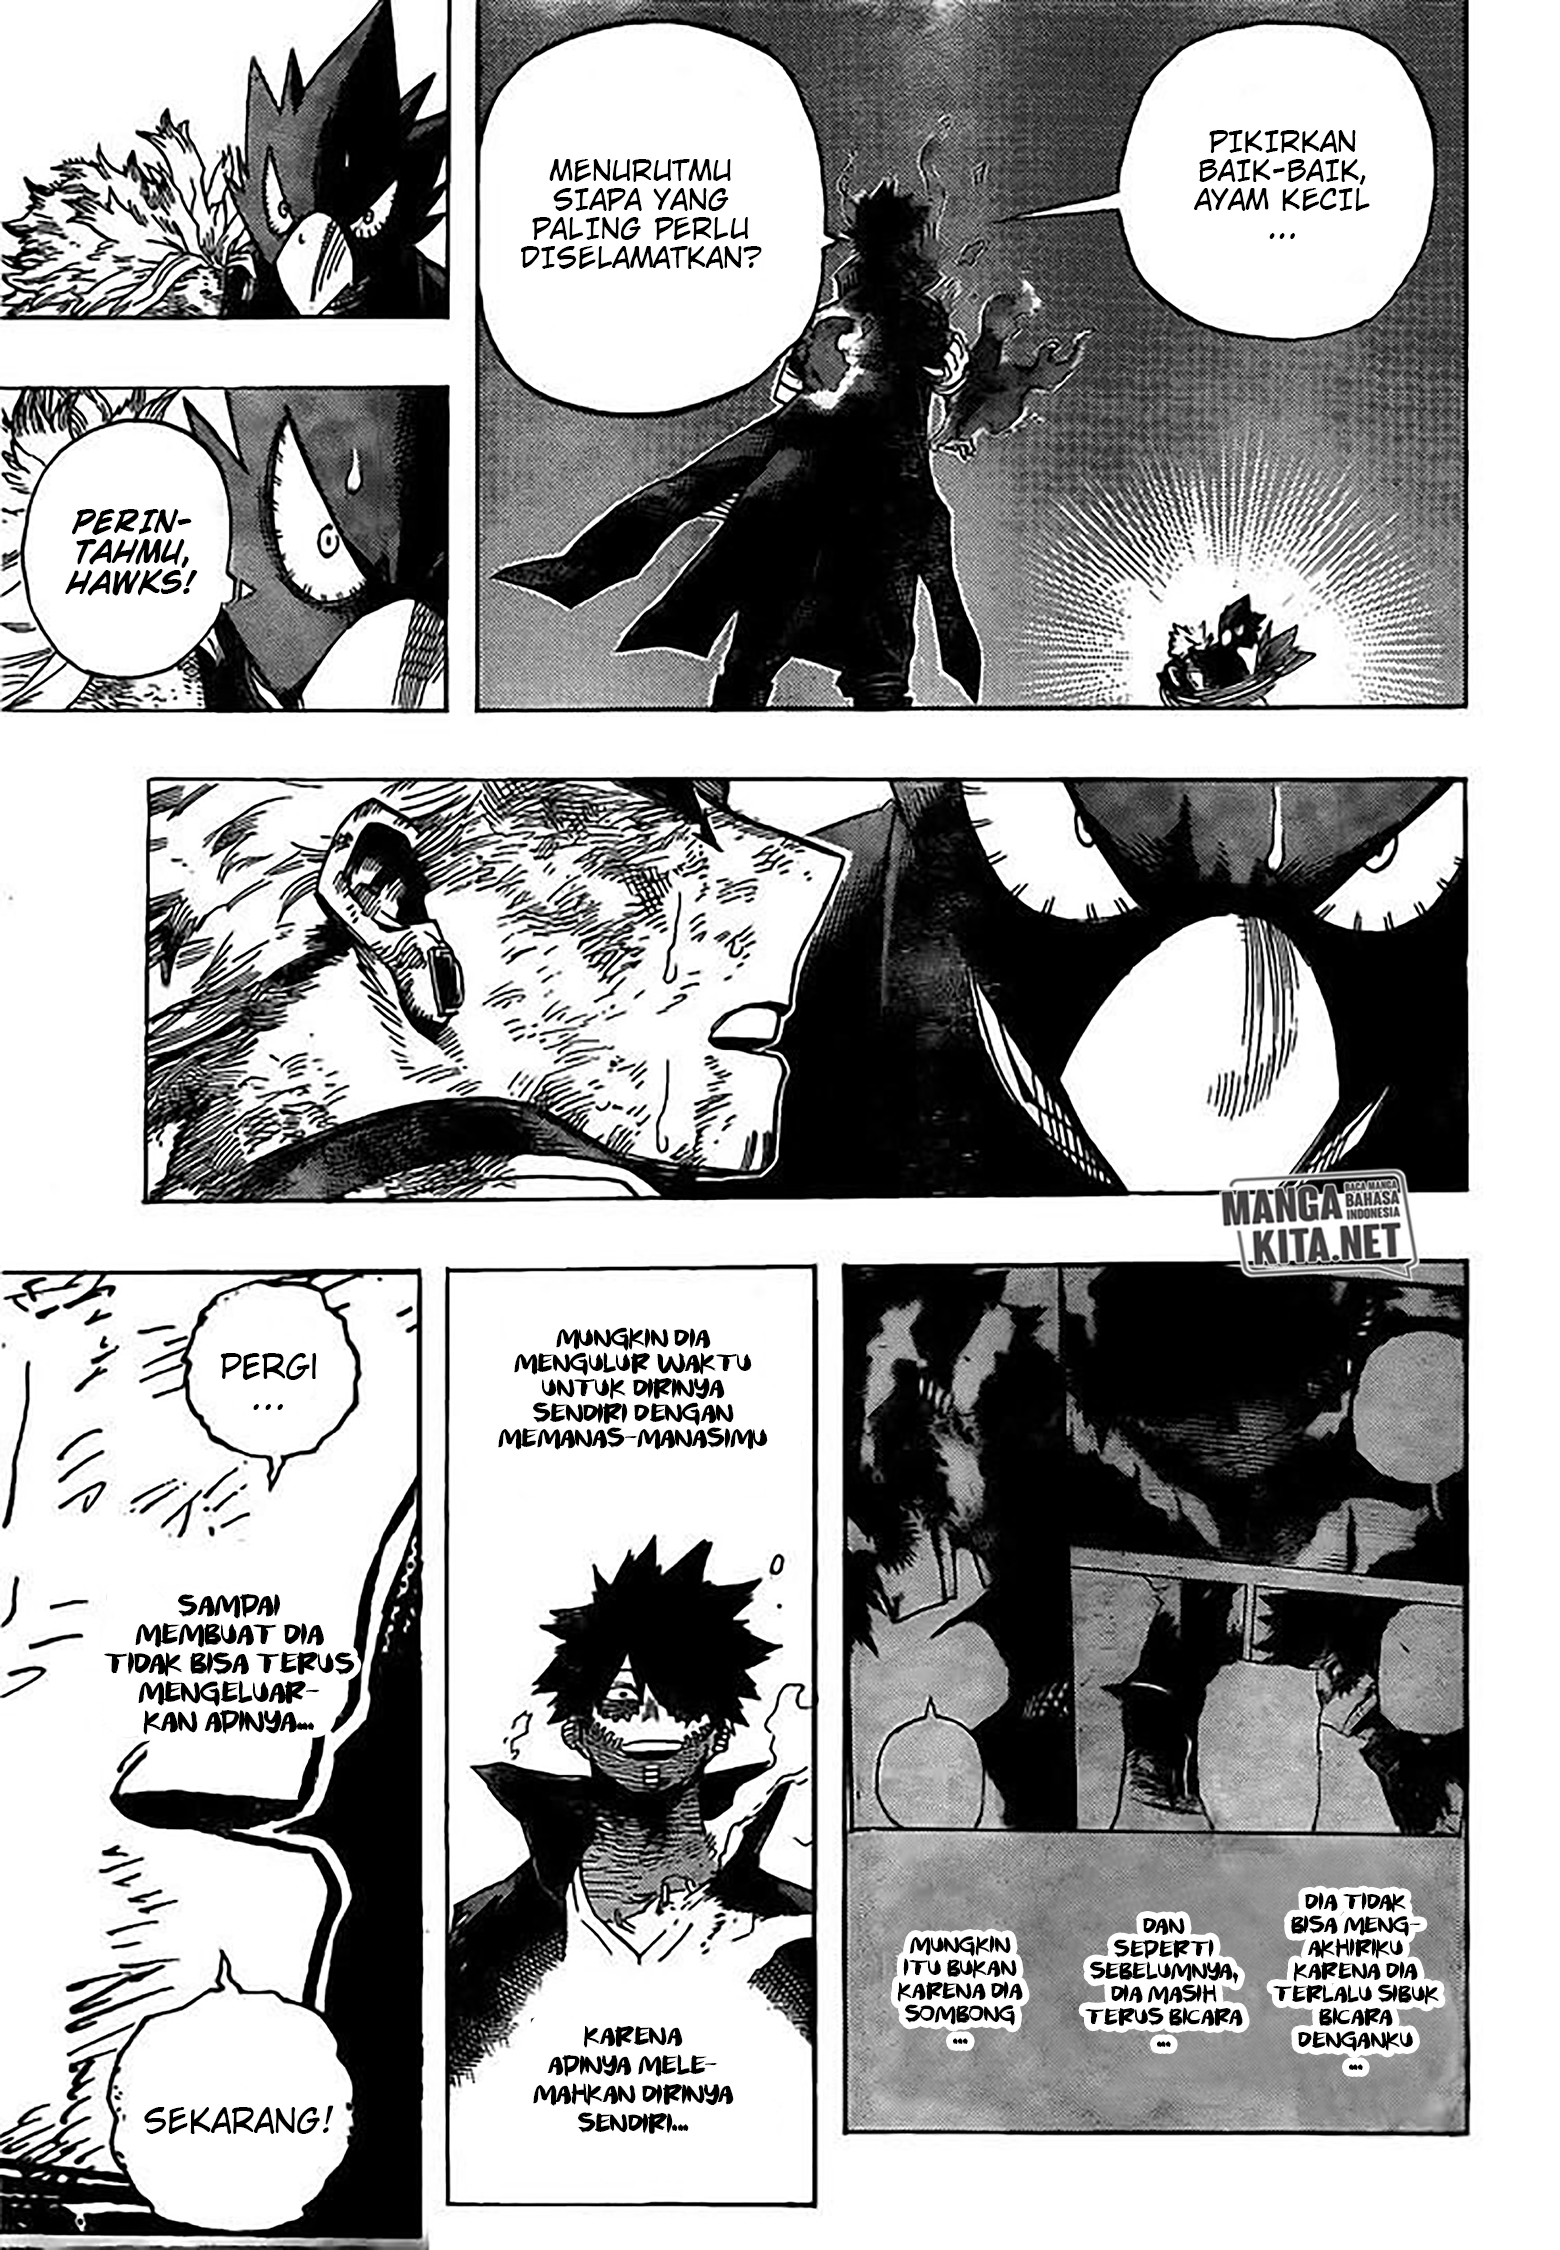 PIKIRKAN
BAIK-BAIK,
AYAM KECIL
...
MENURUTMU
SIAPA YANG
PALING PERLU
DISELAMATKAN?
PERIN-
TAHMU,
HAWKS!
MANGA
KITA.NET
BACA MANGA
BAHASA
INDONESIA
DIA TIDAK
BISA MENG-
AKHIRIKU
KARENA DIA
TERLALU SIBUK
BICARA
DENGANKU
...
DAN
SEPERTI
SEBELUMNYA,
DIA MASIH
TERUS BICARA
...
MUNGKIN
ITU BUKAN
KARENA DIA
SOMBONG
...
MUNGKIN DIA
MENGULUR WAKTU
UNTUK DIRINYA
SENDIRI DENGAN
MEMANAS-MANASIMU
KARENA
APINYA MELE-
MAHKAN DIRINYA
SENDIRI...
PERGI
...
SAMPAI
MEMBUAT DIA
TIDAK BISA TERUS
MENGELUAR-
KAN APINYA...
SEKARANG!